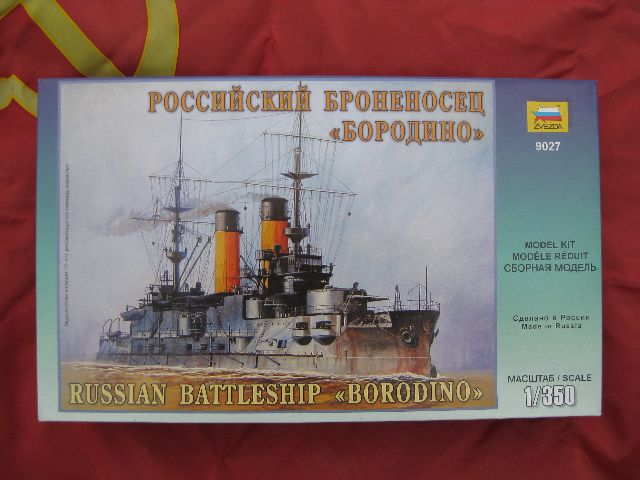 РОССИЙСКИЙ БРОНЕНОСЕЦ
«БОРОДИНО»
ZVEZDA
9027
MODEL KIT
MODÉLE RÉDUIT
СБОРНАЯ МОДЕЛЬ
Сделано в России
Made in Russia
RUSSIAN BATTLESHIP «BORODINO»
МАСШТАБ / SCALE
1/350